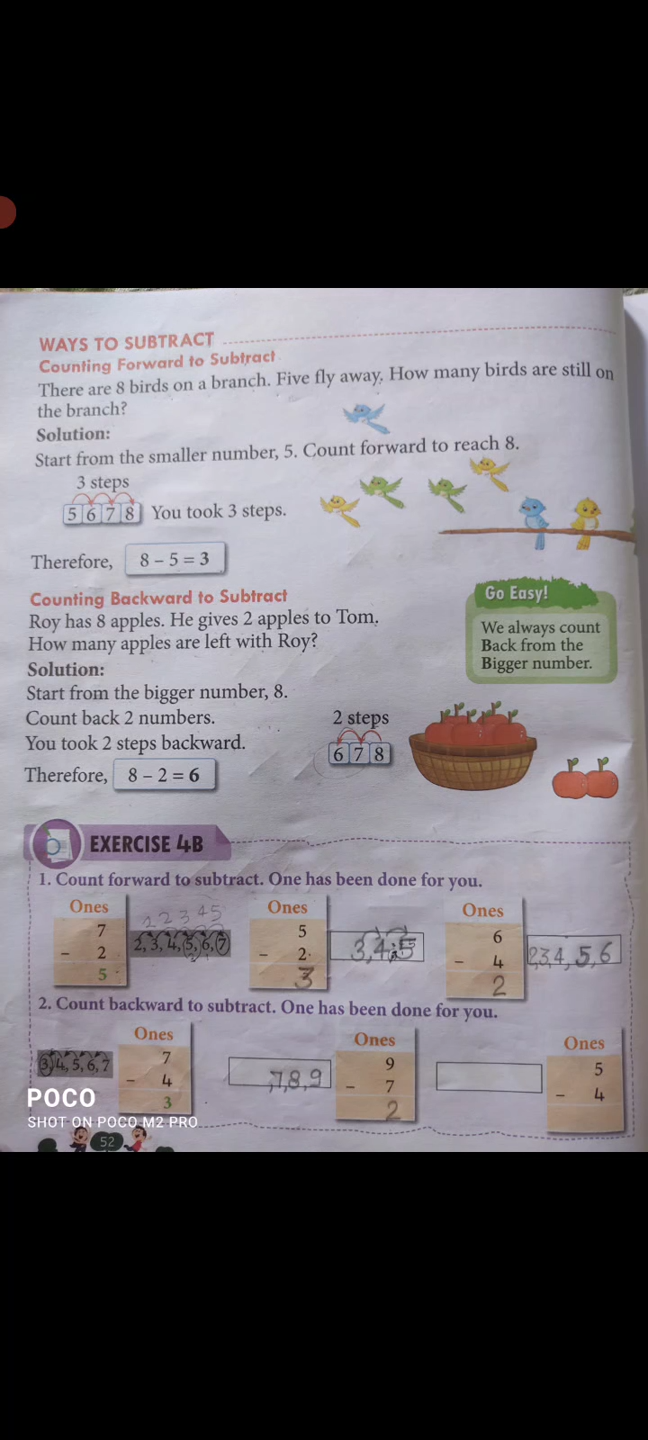 WAYS TO SUBTRACT
Counting Forward to Subtract
There are 8 birds on a branch. Five fly away. How many birds are still on
the branch?
Solution:
Start from the smaller number, 5. Count forward to reach 8.
3 steps
5 6 7 8 You took 3 steps.
Therefore, 8 – 5 = 3
Counting Backward to Subtract
Roy has 8 apples. He gives 2 apples to Tom.
How many apples are left with Roy?
Solution:
Start from the bigger number, 8.
Count back 2 numbers.
You took 2 steps backward.
2 steps
6 7 8
Therefore, 8 – 2 = 6
Go Easy!
We always count
Back from the
Bigger number.
EXERCISE 4B
1. Count forward to subtract. One has been done for you.
Ones
7
– 2
5
2 2 3 4 5
2, 3, 4, 5, 6, 7
Ones
5
– 2
3
3,4,5
Ones
6
– 4
2
2,3,4, 5,6
2. Count backward to subtract. One has been done for you.
3, 4, 5, 6, 7
Ones
7
– 4
3
,7,8,9
Ones
9
– 7
2
Ones
5
– 4
POCO
SHOT ON POCO M2 PRO
52